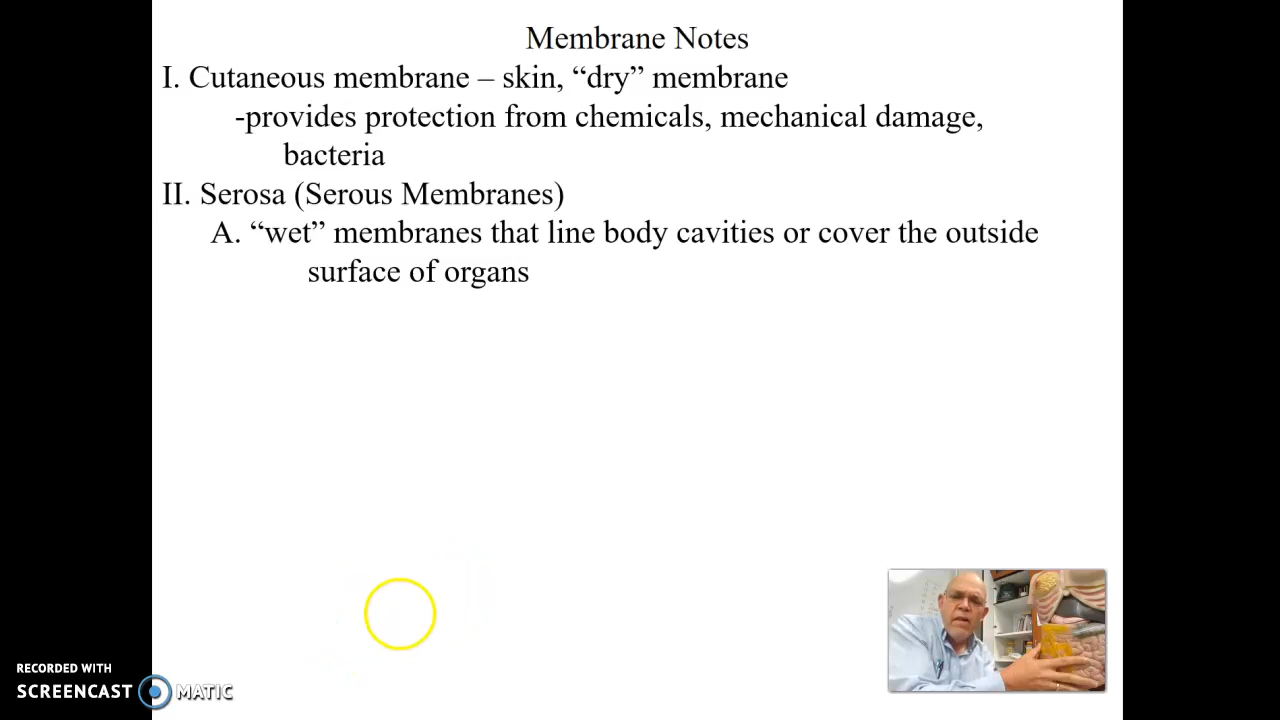 Membrane Notes
I. Cutaneous membrane – skin, “dry” membrane
-provides protection from chemicals, mechanical damage,
bacteria
II. Serosa (Serous Membranes)
A. “wet” membranes that line body cavities or cover the outside
surface of organs
RECORDED WITH
SCREENCAST MATIC